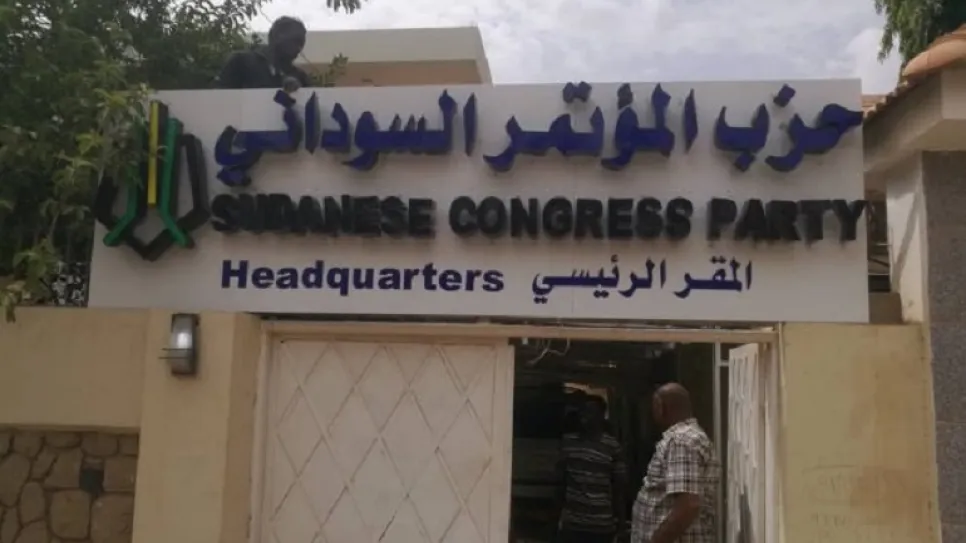 حزب المؤتمر السوداني
SUDANESE CONGRESS PARTY
Headquarters المقر الرئيسي